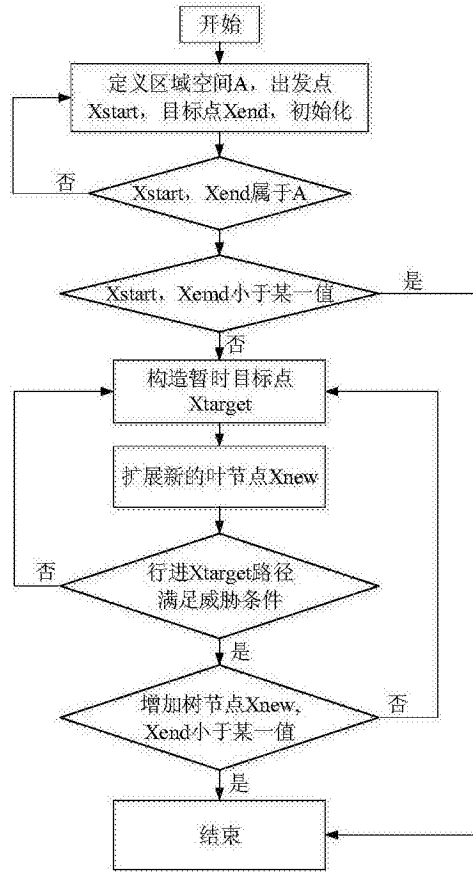 开始
定义区域空间A，出发点
Xstart，目标点Xend，初始化
否
Xstart，Xend属于A
是
Xstart，Xemd小于某一值
否
构造暂时目标点
Xtarget
扩展新的叶节点Xnew
否
行进Xtarget路径
满足威胁条件
是
增加树节点Xnew,
Xend小于某一值
否
是
结束